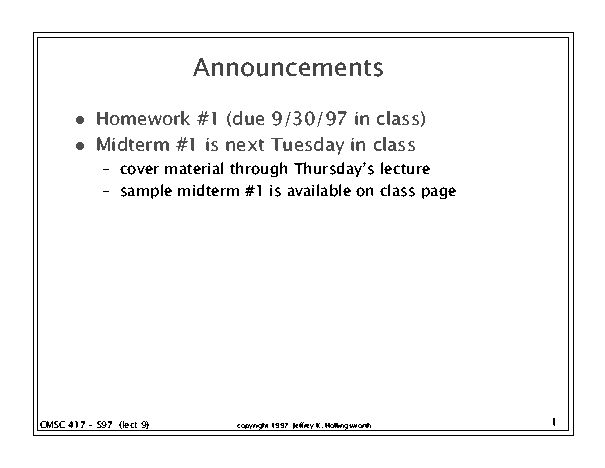 Announcements
● Homework #1 (due 9/30/97 in class)
● Midterm #1 is next Tuesday in class
– cover material through Thursday's lecture
– sample midterm #1 is available on class page
CMSC 417 - S97 (lect 9)
copyright 1997 Jeffrey K. Hollingsworth
1